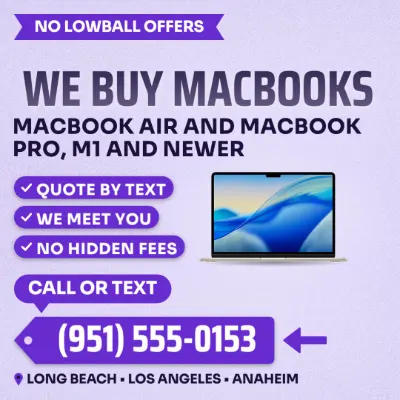 NO LOWBALL OFFERS
WE BUY MACBOOKS
MACBOOK AIR AND MACBOOK
PRO, M1 AND NEWER
QUOTE BY TEXT
WE MEET YOU
NO HIDDEN FEES
CALL OR TEXT
(951) 555-0153
LONG BEACH • LOS ANGELES • ANAHEIM